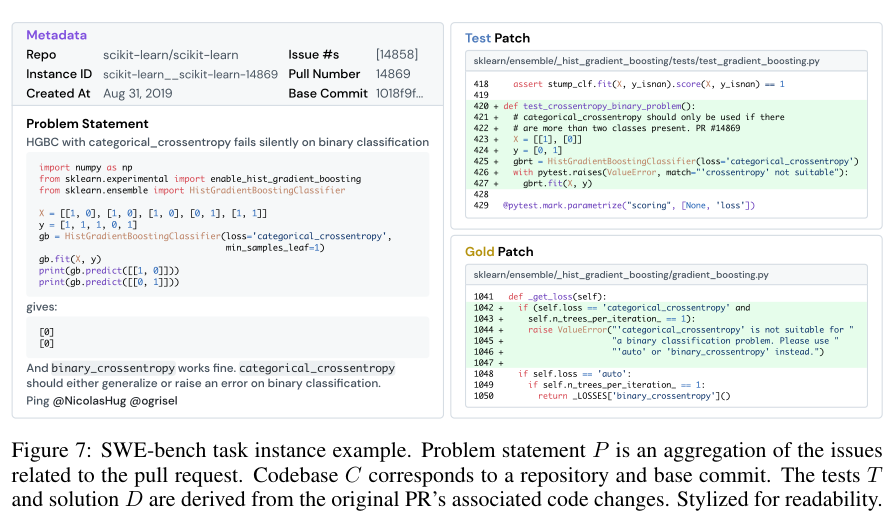 Metadata
Repo scikit-learn/scikit-learn Issue #s [14858]
Instance ID scikit-learn__scikit-learn-14869 Pull Number 14869
Created At Aug 31, 2019 Base Commit 1018f9f...
Problem Statement
HGBC with categorical_crossentropy fails silently on binary classification
import numpy as np
from sklearn.experimental import enable_hist_gradient_boosting
from sklearn.ensemble import HistGradientBoostingClassifier
X = [[1, 0], [1, 0], [1, 0], [0, 1], [1, 1]]
y = [1, 1, 1, 0, 1]
gb = HistGradientBoostingClassifier(loss='categorical_crossentropy',
min_samples_leaf=1)
gb.fit(X, y)
print(gb.predict([[1, 0]]))
print(gb.predict([[0, 1]]))
gives:
[0]
[0]
And binary_crossentropy works fine. categorical_crossentropy
should either generalize or raise an error on binary classification.
Ping @NicolasHug @ogrisel
Test Patch
sklearn/ensemble/_hist_gradient_boosting/tests/test_gradient_boosting.py
418 assert stump_clf.fit(X, y_isnan).score(X, y_isnan) == 1
419
420 + def test_crossentropy_binary_problem():
421 + # categorical_crossentropy should only be used if there
422 + # are more than two classes present. PR #14869
423 + X = [[1], [0]]
424 + y = [0, 1]
425 + gbrt = HistGradientBoostingClassifier(loss='categorical_crossentropy')
426 + with pytest.raises(ValueError, match="'crossentropy' not suitable"):
427 + gbrt.fit(X, y)
428
429 @pytest.mark.parametrize("scoring", [None, 'loss'])
Gold Patch
sklearn/ensemble/_hist_gradient_boosting/gradient_boosting.py
1041 def _get_loss(self):
1042 + if (self.loss == 'categorical_crossentropy' and
1043 + self.n_trees_per_iteration_ == 1):
1044 + raise ValueError("'categorical_crossentropy' is not suitable for "
1045 + "a binary classification problem. Please use "
1046 + "'auto' or 'binary_crossentropy' instead.")
1047 +
1048 if self.loss == 'auto':
1049 if self.n_trees_per_iteration_ == 1:
1050 return _LOSSES['binary_crossentropy']()
Figure 7: SWE-bench task instance example. Problem statement P is an aggregation of the issues
related to the pull request. Codebase C corresponds to a repository and base commit. The tests T
and solution D are derived from the original PR's associated code changes. Stylized for readability.